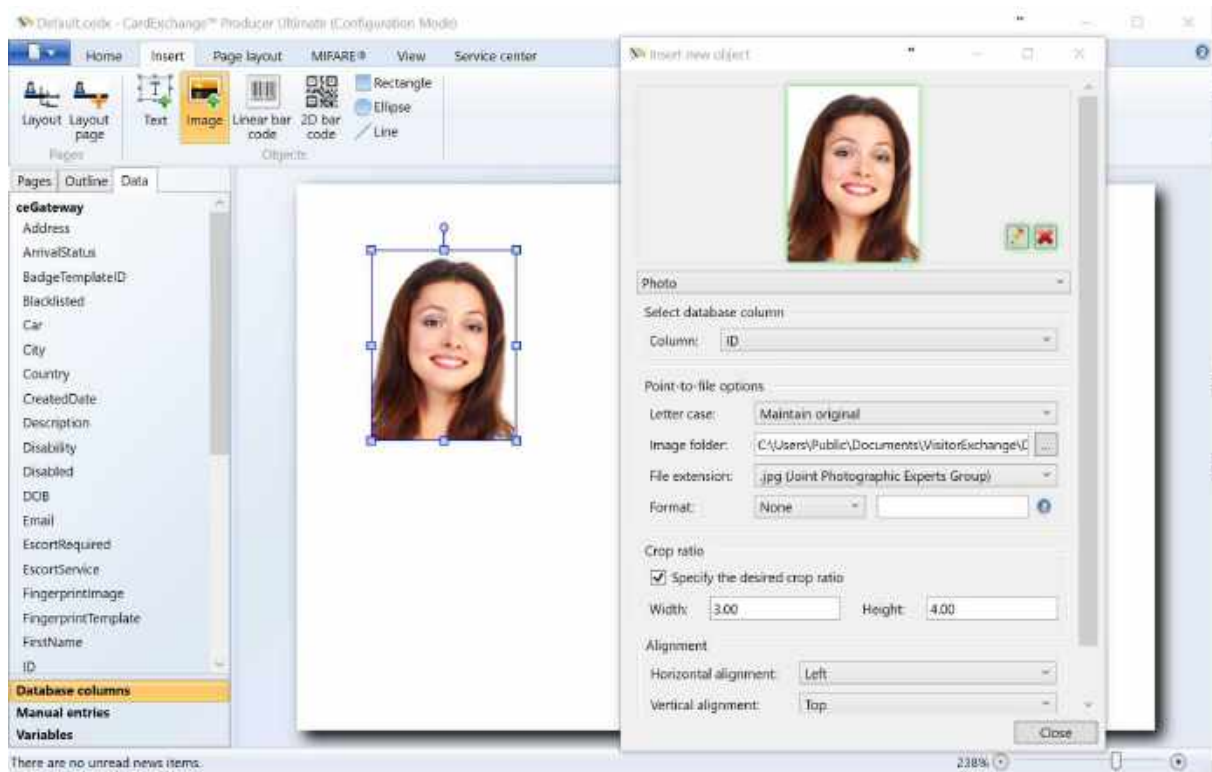 Default.codx - CardExchange™ Producer Ultimate (Configuration Mode)
Home Insert Page layout MIFARE® View Service center
Layout Layout page Text Image Linear bar code 2D bar code Rectangle
Ellipse
Line
Pages Objects
Pages Outline Data
ceGateway
Address
ArrivalStatus
BadgeTemplateID
Blacklisted
Car
City
Country
CreatedDate
Description
Disability
Disabled
DOB
Email
EscortRequired
EscortService
FingerprintImage
FingerprintTemplate
FirstName
ID
Database columns
Manual entries
Variables
There are no unread news items.
238%
Insert new object
Photo
Select database column
Column: ID
Point-to-file options
Letter case: Maintain original
Image folder: C:\Users\Public\Documents\VisitorExchange\D ...
File extension: .jpg (Joint Photographic Experts Group)
Format: None
Crop ratio
Specify the desired crop ratio
Width: 3.00 Height: 4.00
Alignment
Horizontal alignment: Left
Vertical alignment: Top
Close